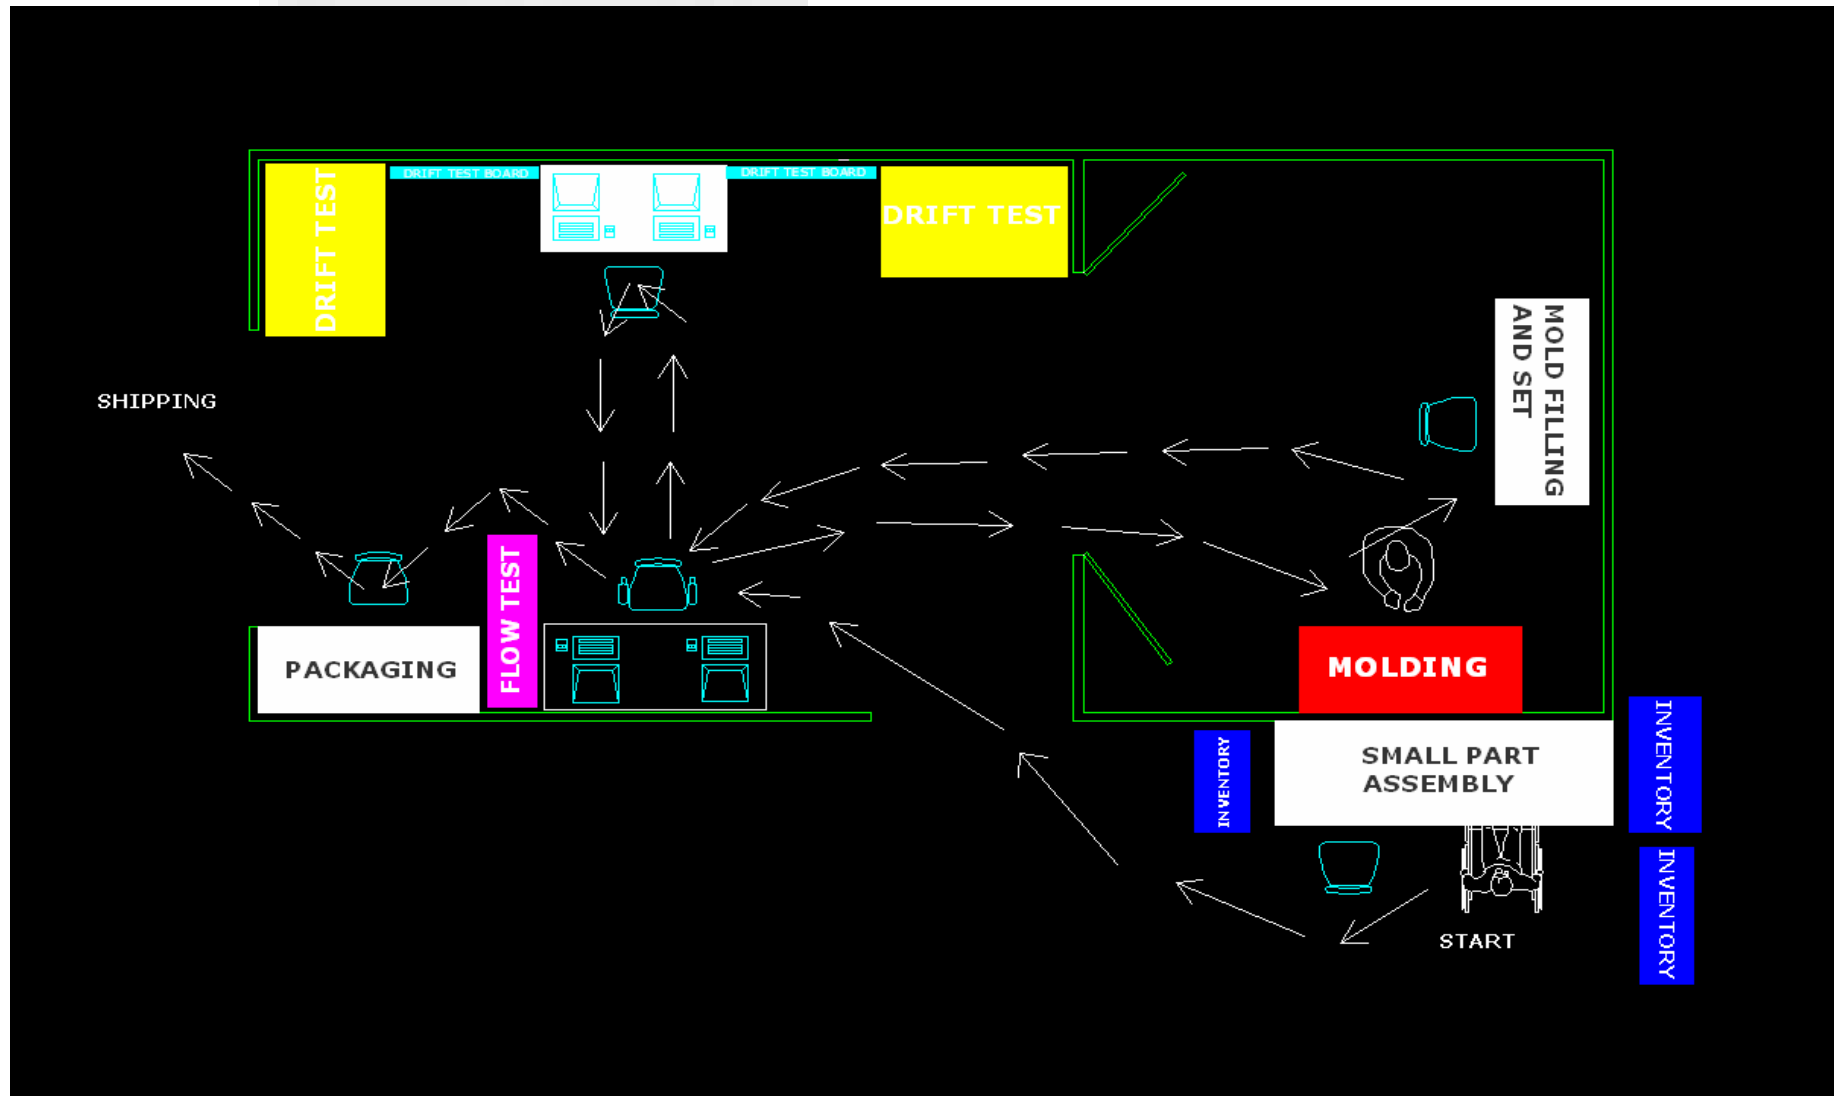 DRIFT TEST
DRIFT TEST BOARD
DRIFT TEST BOARD
DRIFT TEST
MOLD FILLING
AND SET
SHIPPING
FLOW TEST
PACKAGING
MOLDING
INVENTORY
SMALL PART
ASSEMBLY
INVENTORY
INVENTORY
START